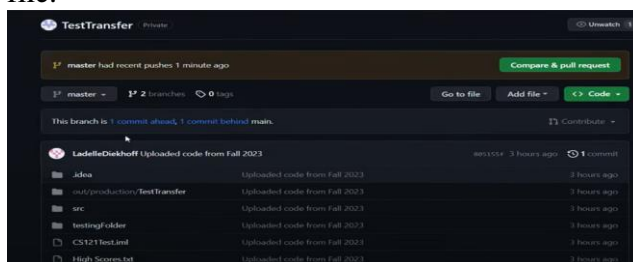 file.
TestTransfer Private
Unwatch 1
master had recent pushes 1 minute ago
Compare & pull request
master 2 branches 0 tags Go to file Add file <> Code
This branch is 1 commit ahead, 1 commit behind main. Contribute
LadelleDiekhoff Uploaded code from Fall 2023 3 hours ago 1 commit
.idea Uploaded code from Fall 2023 3 hours ago
out/production/TestTransfer Uploaded code from Fall 2023 3 hours ago
src Uploaded code from Fall 2023 3 hours ago
testingFolder Uploaded code from Fall 2023 3 hours ago
CS121Test.iml Uploaded code from Fall 2023 3 hours ago
High Scores.txt Uploaded code from Fall 2023 3 hours ago